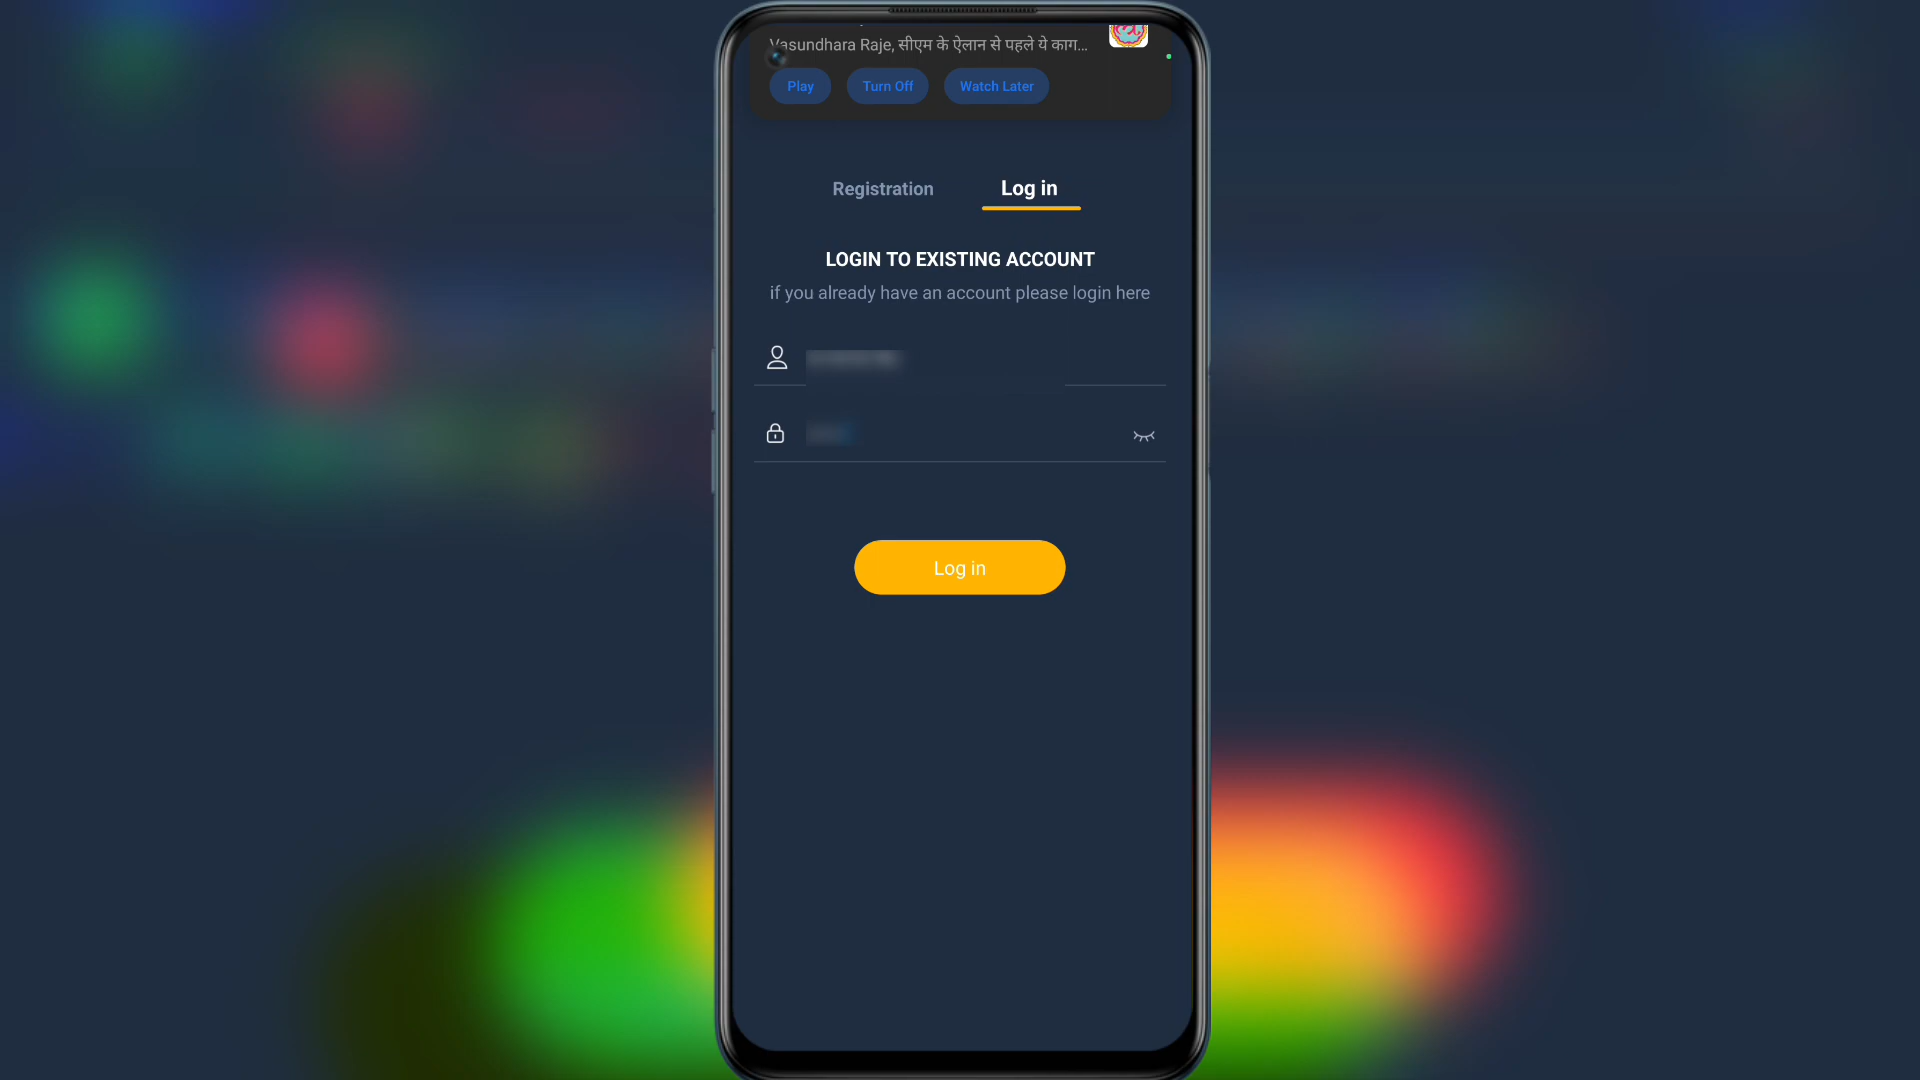 Vasundhara Raje, सीएम के ऐलान से पहले ये काग...
Play
Turn Off
Watch Later
Registration
Log in
LOGIN TO EXISTING ACCOUNT
if you already have an account please login here
Log in